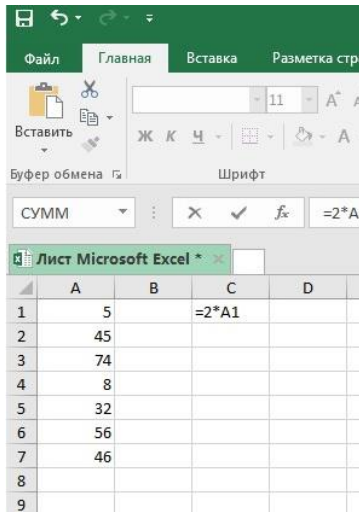 Файл Главная Вставка Разметка стр
11 A A
Вставить Ж К Ч A
Буфер обмена Шрифт
СУММ fx =2*A
Лист Microsoft Excel *
A B C D
1 5 =2*A1
2 45
3 74
4 8
5 32
6 56
7 46
8
9